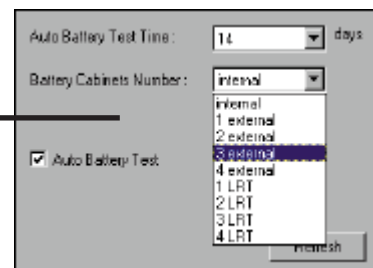 Auto Battery Test Time : 14 days
Battery Cabinets Number : internal
internal
1 external
2 external
3 external
4 external
Auto Battery Test
1 LRT
2 LRT
3 LRT
4 LRT